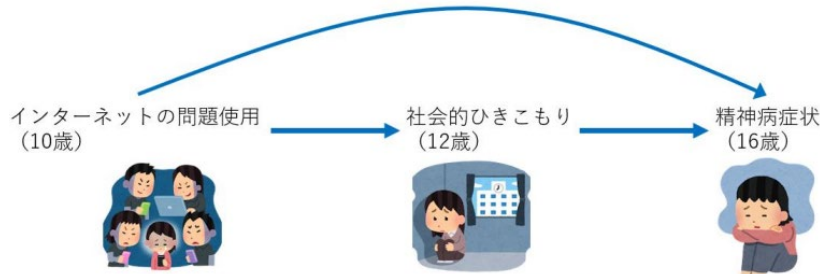 インターネットの問題使用
（10歳）
社会的ひきこもり
（12歳）
精神病症状
（16歳）